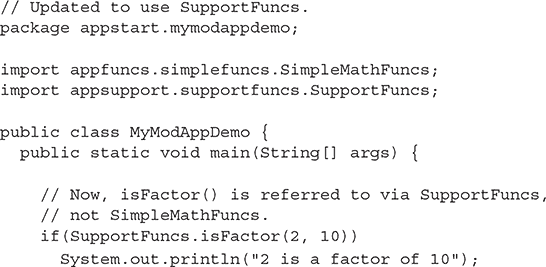 // Updated to use SupportFuncs.
package appstart.mymodappdemo;

import appfuncs.simplefuncs.SimpleMathFuncs;
import appsupport.supportfuncs.SupportFuncs;

public class MyModAppDemo {
  public static void main(String[] args) {

    // Now, isFactor() is referred to via SupportFuncs,
    // not SimpleMathFuncs.
    if(SupportFuncs.isFactor(2, 10))
      System.out.println("2 is a factor of 10");